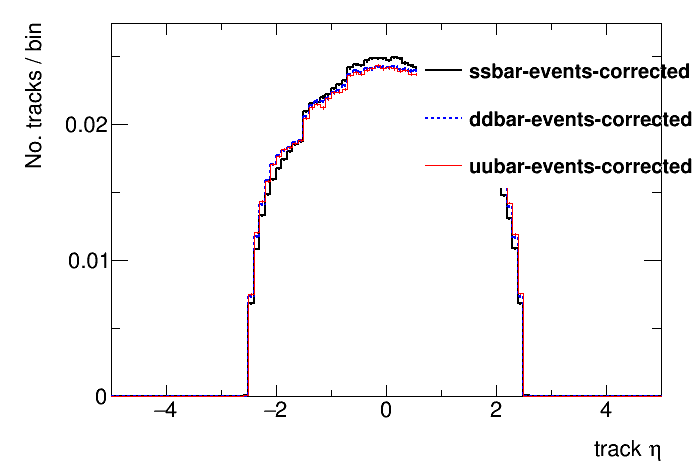 No. tracks / bin
ssbar-events-corrected
ddbar-events-corrected
uubar-events-corrected
0.02
0.01
0
−4
−2
0
2
4
track η